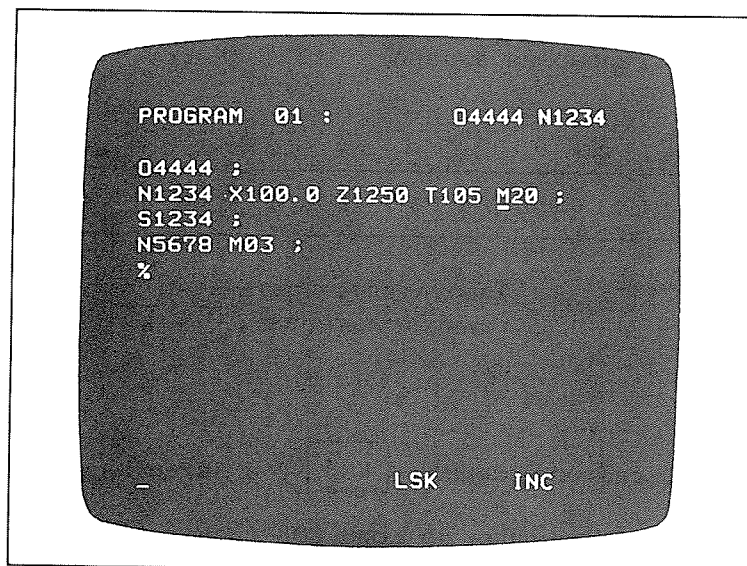 PROGRAM 01 : O4444 N1234
O4444 ;
N1234 X100.0 Z1250 T105 M20 ;
S1234 ;
N5678 M03 ;
%
_ LSK INC